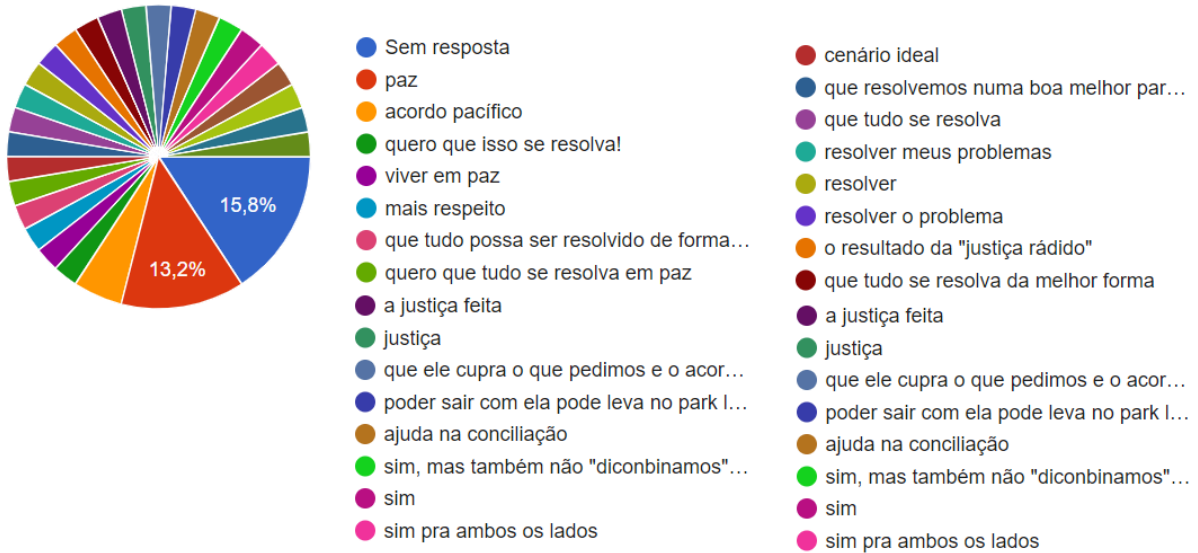 15,8%
13,2%
Sem resposta
paz
acordo pacífico
quero que isso se resolva!
viver em paz
mais respeito
que tudo possa ser resolvido de forma...
quero que tudo se resolva em paz
a justiça feita
justiça
que ele cupra o que pedimos e o acor...
poder sair com ela pode leva no park l...
ajuda na conciliação
sim, mas também não "diconbinamos"...
sim
sim pra ambos os lados
cenário ideal
que resolvemos numa boa melhor par...
que tudo se resolva
resolver meus problemas
resolver
resolver o problema
o resultado da "justiça rádido"
que tudo se resolva da melhor forma
a justiça feita
justiça
que ele cupra o que pedimos e o acor...
poder sair com ela pode leva no park l...
ajuda na conciliação
sim, mas também não "diconbinamos"...
sim
sim pra ambos os lados